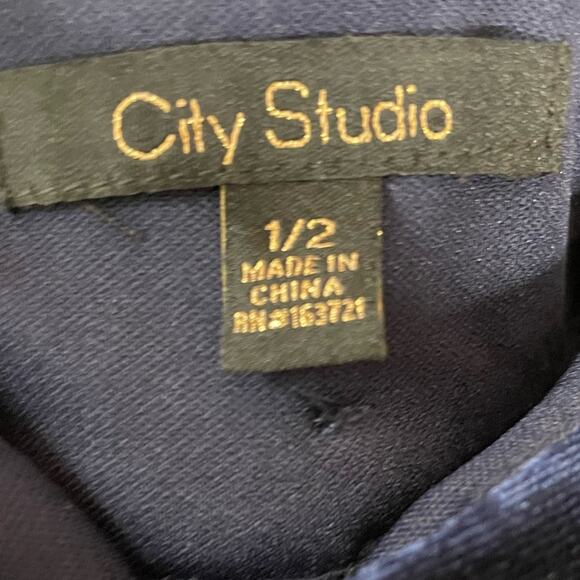 City Studio
1/2
MADE IN
CHINA
RN#163721